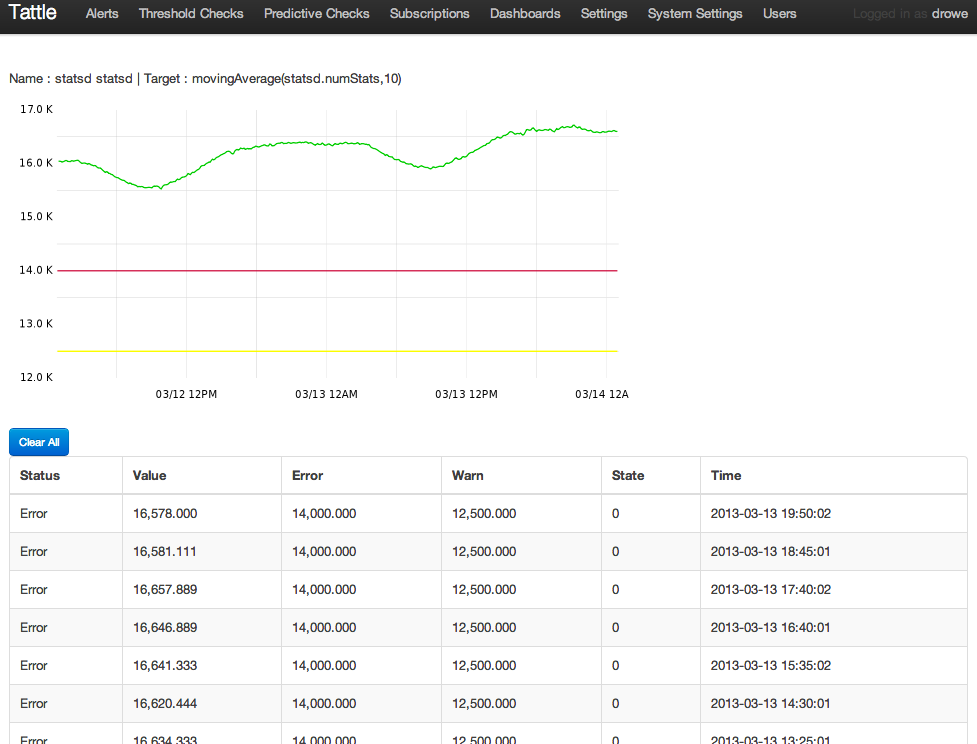 Tattle Alerts Threshold Checks Predictive Checks Subscriptions Dashboards Settings System Settings Users Logged in as drowe
Name : statsd statsd | Target : movingAverage(statsd.numStats,10)
17.0 K
16.0 K
15.0 K
14.0 K
13.0 K
12.0 K
03/12 12PM 03/13 12AM 03/13 12PM 03/14 12A
Clear All
Status Value Error Warn State Time
Error 16,578.000 14,000.000 12,500.000 0 2013-03-13 19:50:02
Error 16,581.111 14,000.000 12,500.000 0 2013-03-13 18:45:01
Error 16,657.889 14,000.000 12,500.000 0 2013-03-13 17:40:02
Error 16,646.889 14,000.000 12,500.000 0 2013-03-13 16:40:01
Error 16,641.333 14,000.000 12,500.000 0 2013-03-13 15:35:02
Error 16,620.444 14,000.000 12,500.000 0 2013-03-13 14:30:01
Error 16,634.333 14,000.000 12,500.000 0 2013-03-13 13:25:01